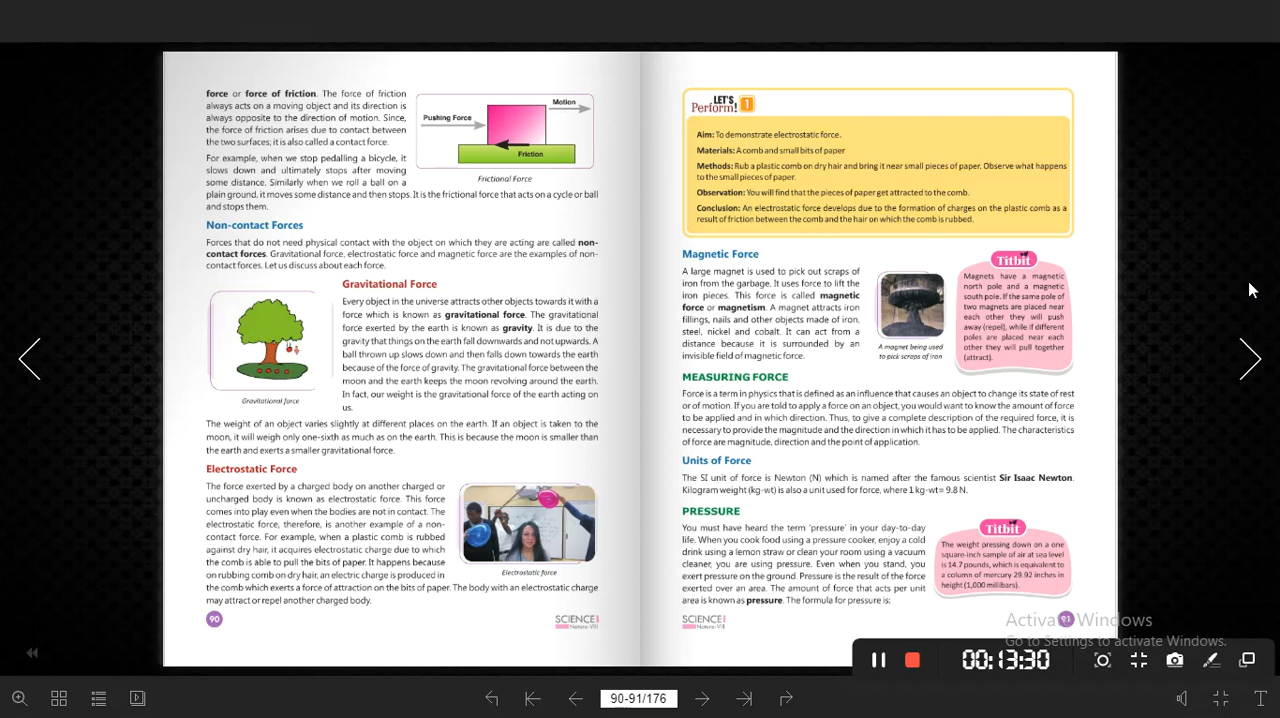 force or force of friction. The force of friction
always acts on a moving object and its direction is
always opposite to the direction of motion. Since,
the force of friction arises due to contact between
the two surfaces; it is also called a contact force.
For example, when we stop pedalling a bicycle, it
slows down and ultimately stops after moving
some distance. Similarly when we roll a ball on a
plain ground, it moves some distance and then stops. It is the frictional force that acts on a cycle or ball
and stops them.
Motion
Pushing Force
Friction
Frictional Force
Non-contact Forces
Forces that do not need physical contact with the object on which they are acting are called non-
contact forces. Gravitational force, electrostatic force and magnetic force are the examples of non-
contact forces. Let us discuss about each force.
Gravitational Force
Every object in the universe attracts other objects towards it with a
force which is known as gravitational force. The gravitational
force exerted by the earth is known as gravity. It is due to the
gravity that things on the earth fall downwards and not upwards. A
ball thrown up slows down and then falls down towards the earth
because of the force of gravity. The gravitational force between the
moon and the earth keeps the moon revolving around the earth.
In fact, our weight is the gravitational force of the earth acting on
us.
Gravitational force
The weight of an object varies slightly at different places on the earth. If an object is taken to the
moon, it will weigh only one-sixth as much as on the earth. This is because the moon is smaller than
the earth and exerts a smaller gravitational force.
Electrostatic Force
The force exerted by a charged body on another charged or
uncharged body is known as electrostatic force. This force
comes into play even when the bodies are not in contact. The
electrostatic force, therefore, is another example of a non-
contact force. For example, when a plastic comb is rubbed
against dry hair, it acquires electrostatic charge due to which
the comb is able to pull the bits of paper. It happens because
on rubbing comb on dry hair, an electric charge is produced in
the comb which exerts a force of attraction on the bits of paper. The body with an electrostatic charge
may attract or repel another charged body.
Electrostatic force
90
SCIENCE
Nature-VIII
LET'S
Perform! 1
Aim: To demonstrate electrostatic force.
Materials: A comb and small bits of paper
Methods: Rub a plastic comb on dry hair and bring it near small pieces of paper. Observe what happens
to the small pieces of paper.
Observation: You will find that the pieces of paper get attracted to the comb.
Conclusion: An electrostatic force develops due to the formation of charges on the plastic comb as a
result of friction between the comb and the hair on which the comb is rubbed.
Magnetic Force
A large magnet is used to pick out scraps of
iron from the garbage. It uses force to lift the
iron pieces. This force is called magnetic
force or magnetism. A magnet attracts iron
fillings, nails and other objects made of iron,
steel, nickel and cobalt. It can act from a
distance because it is surrounded by an
invisible field of magnetic force.
A magnet being used
to pick scraps of iron
Titbit
Magnets have a magnetic
north pole and a magnetic
south pole. If the same pole of
two magnets are placed near
each other they will push
away (repel), while if different
poles are placed near each
other they will pull together
(attract).
MEASURING FORCE
Force is a term in physics that is defined as an influence that causes an object to change its state of rest
or of motion. If you are told to apply a force on an object, you would want to know the amount of force
to be applied and in which direction. Thus, to give a complete description of the required force, it is
necessary to provide the magnitude and the direction in which it has to be applied. The characteristics
of force are magnitude, direction and the point of application.
Units of Force
The SI unit of force is Newton (N) which is named after the famous scientist Sir Isaac Newton.
Kilogram weight (kg-wt) is also a unit used for force, where 1 kg-wt= 9.8 N.
PRESSURE
You must have heard the term 'pressure' in your day-to-day
life. When you cook food using a pressure cooker, enjoy a cold
drink using a lemon straw or clean your room using a vacuum
cleaner, you are using pressure. Even when you stand, you
exert pressure on the ground. Pressure is the result of the force
exerted over an area. The amount of force that acts per unit
area is known as pressure. The formula for pressure is:
Titbit
The weight pressing down on a one
square-inch sample of air at sea level
is 14.7 pounds, which is equivalent to
a column of mercury 29.92 inches in
height (1,000 millibars).
SCIENCE
Nature-VIII
91
Activate Windows
Go to Settings to activate Windows.
00:13:30
90-91/176